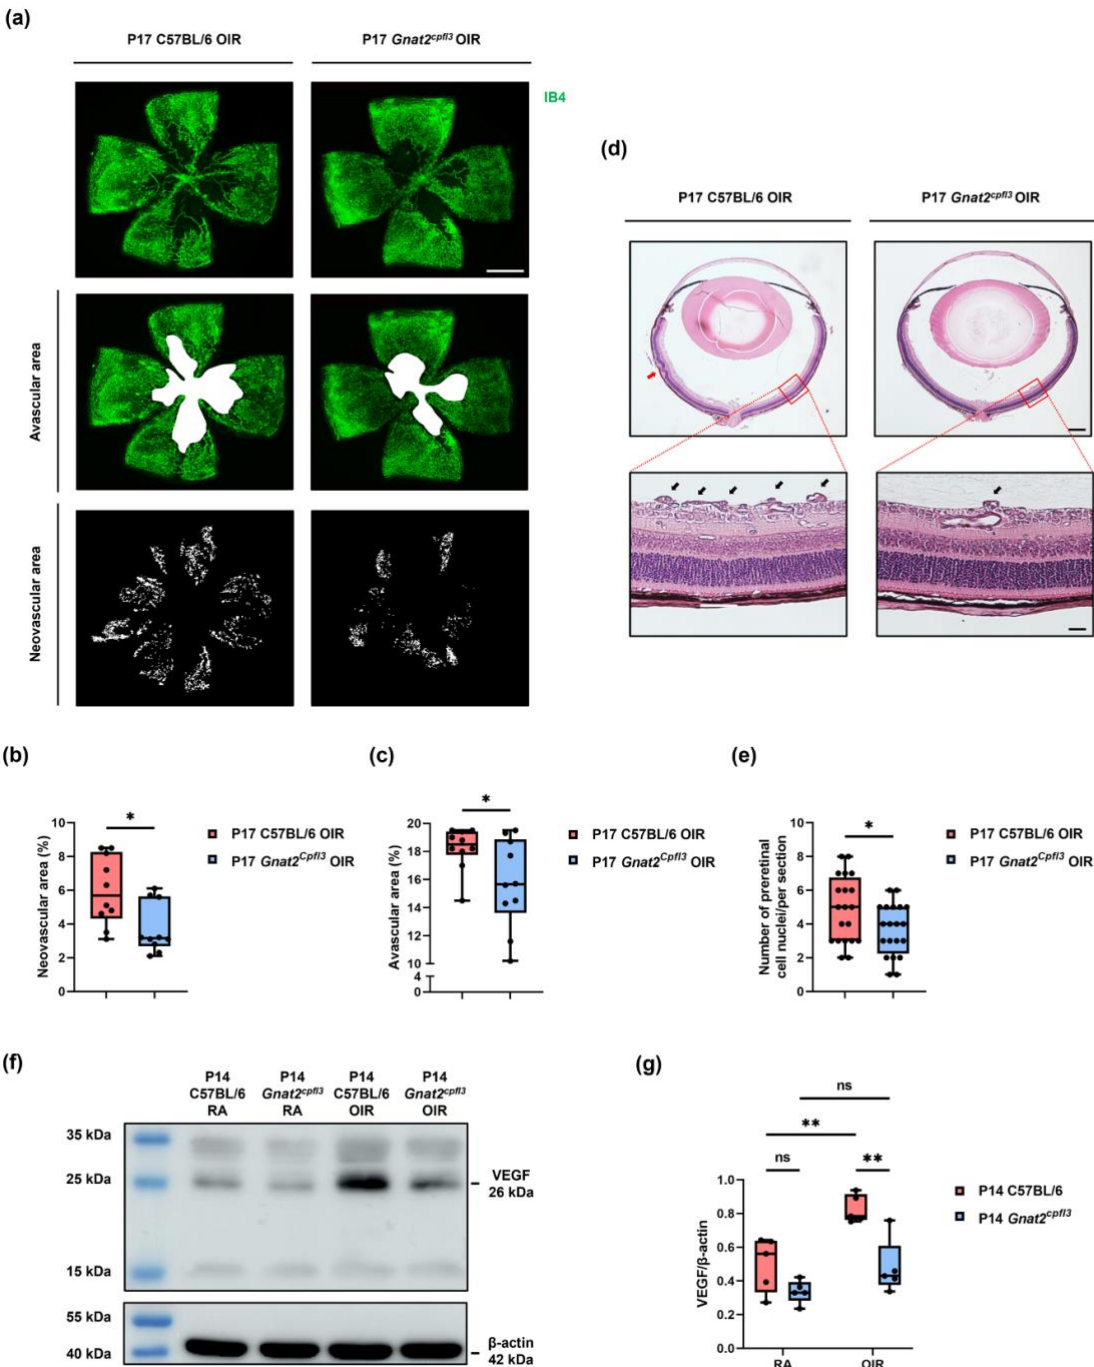 (a)
P17 C57BL/6 OIR
P17 Gnat2cpfl3 OIR
IB4
Avascular area
Neovascular area
(d)
P17 C57BL/6 OIR
P17 Gnat2cpfl3 OIR
(b)
*
Neovascular area (%)
10
8
6
4
2
0
P17 C57BL/6 OIR
P17 Gnat2Cpfl3 OIR
(c)
*
Avascular area (%)
20
18
16
14
12
10
4
0
P17 C57BL/6 OIR
P17 Gnat2Cpfl3 OIR
(e)
*
Number of preretinal
cell nuclei/per section
10
8
6
4
2
0
P17 C57BL/6 OIR
P17 Gnat2Cpfl3 OIR
(f)
P14
C57BL/6
RA
P14
Gnat2cpfl3
RA
P14
C57BL/6
OIR
P14
Gnat2cpfl3
OIR
35 kDa
25 kDa
15 kDa
VEGF
26 kDa
55 kDa
40 kDa
β-actin
42 kDa
(g)
ns
**
ns
**
VEGF/β-actin
1.0
0.8
0.6
0.4
0.2
0.0
RA
OIR
P14 C57BL/6
P14 Gnat2cpfl3